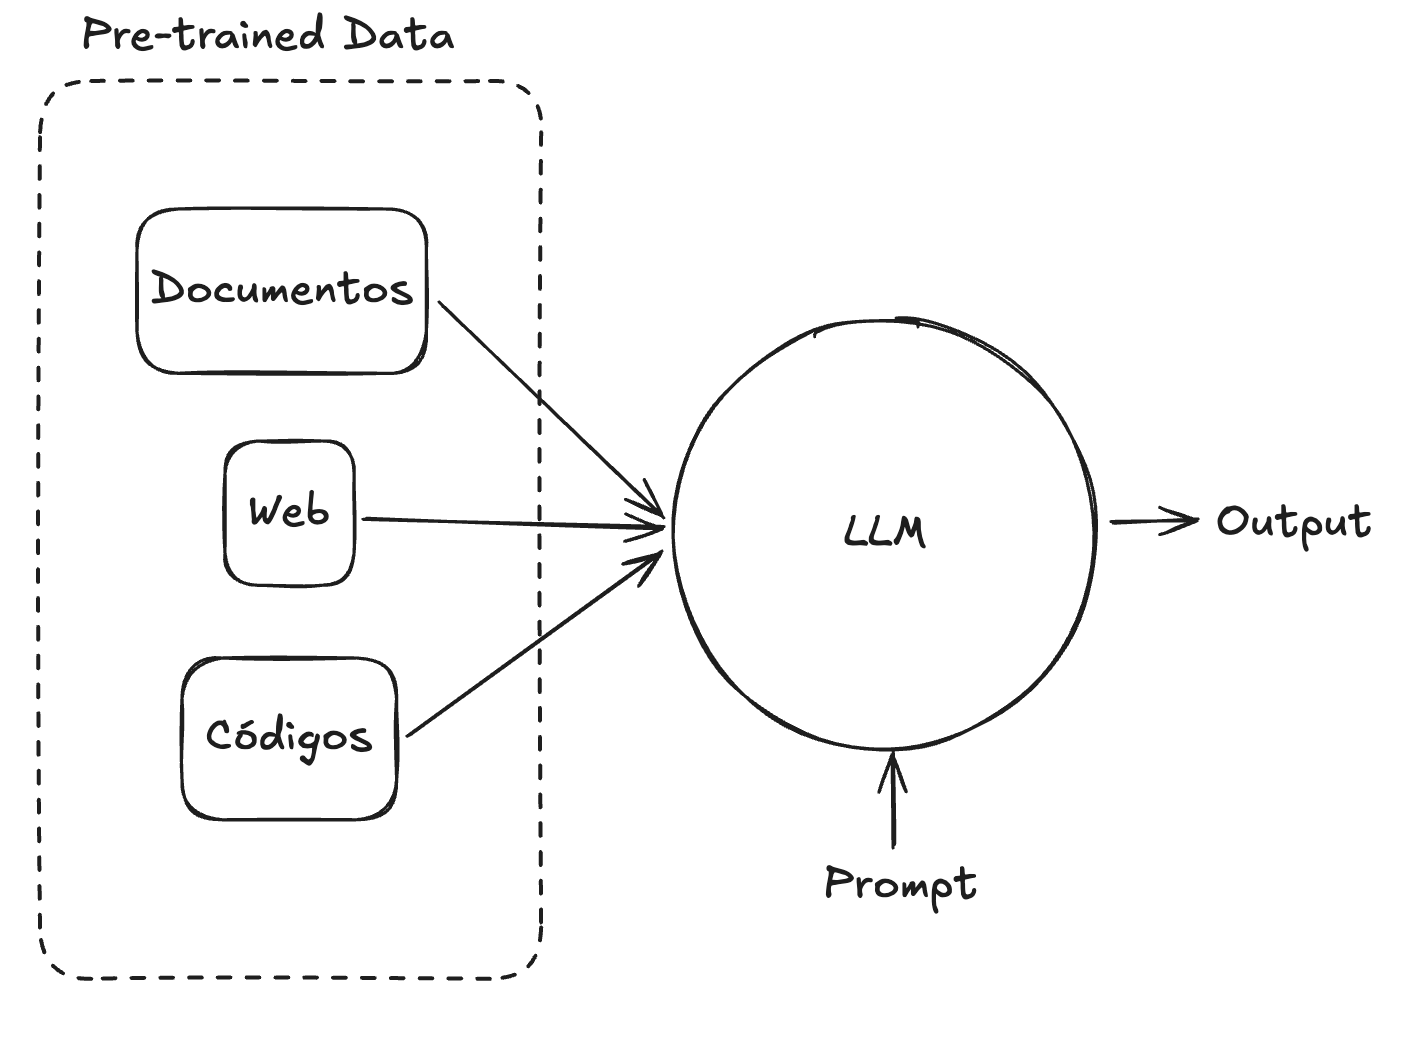 Pre-trained Data
Documentos
Web
Códigos
LLM
Output
Prompt